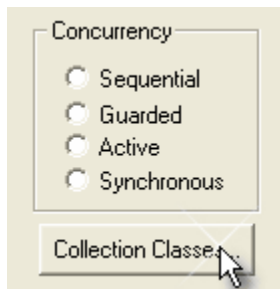 Concurrency
Sequential
Guarded
Active
Synchronous
Collection Classes...